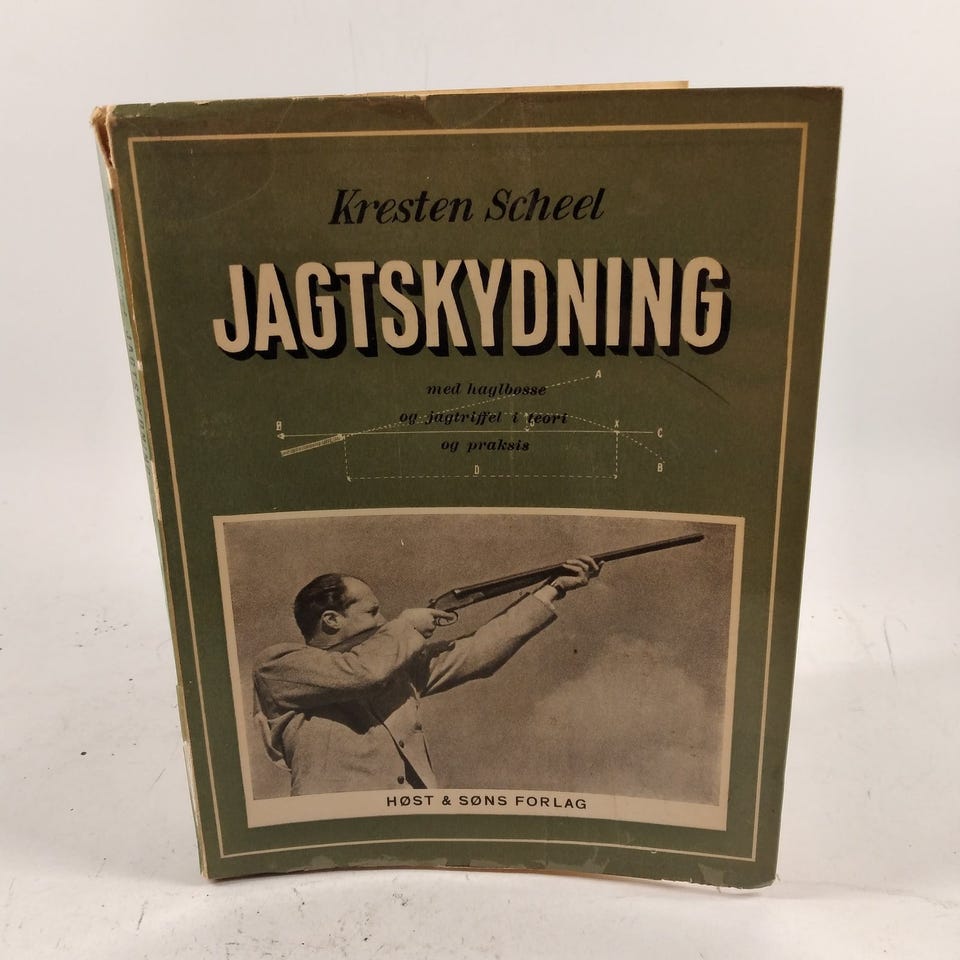 Kresten Scheel
JAGTSKYDNING
med haglbøsse
A
og jagtriffel i teori
Ø
X
C
og praksis
B
D
HØST & SØNS FORLAG